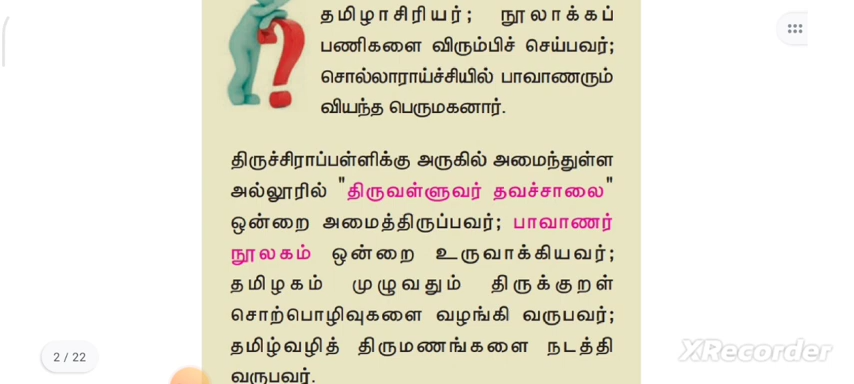 தமிழாசிரியர்; நூலாக்கப்
பணிகளை விரும்பிச் செய்பவர்;
சொல்லாராய்ச்சியில் பாவாணரும்
வியந்த பெருமகனார்.
திருச்சிராப்பள்ளிக்கு அருகில் அமைந்துள்ள
அல்லூரில் "திருவள்ளுவர் தவச்சாலை"
ஒன்றை அமைத்திருப்பவர்; பாவாணர்
நூலகம் ஒன்றை உருவாக்கியவர்;
தமிழகம் முழுவதும் திருக்குறள்
சொற்பொழிவுகளை வழங்கி வருபவர்;
தமிழ்வழித் திருமணங்களை நடத்தி
வருபவர்.
2 / 22
XRecorder